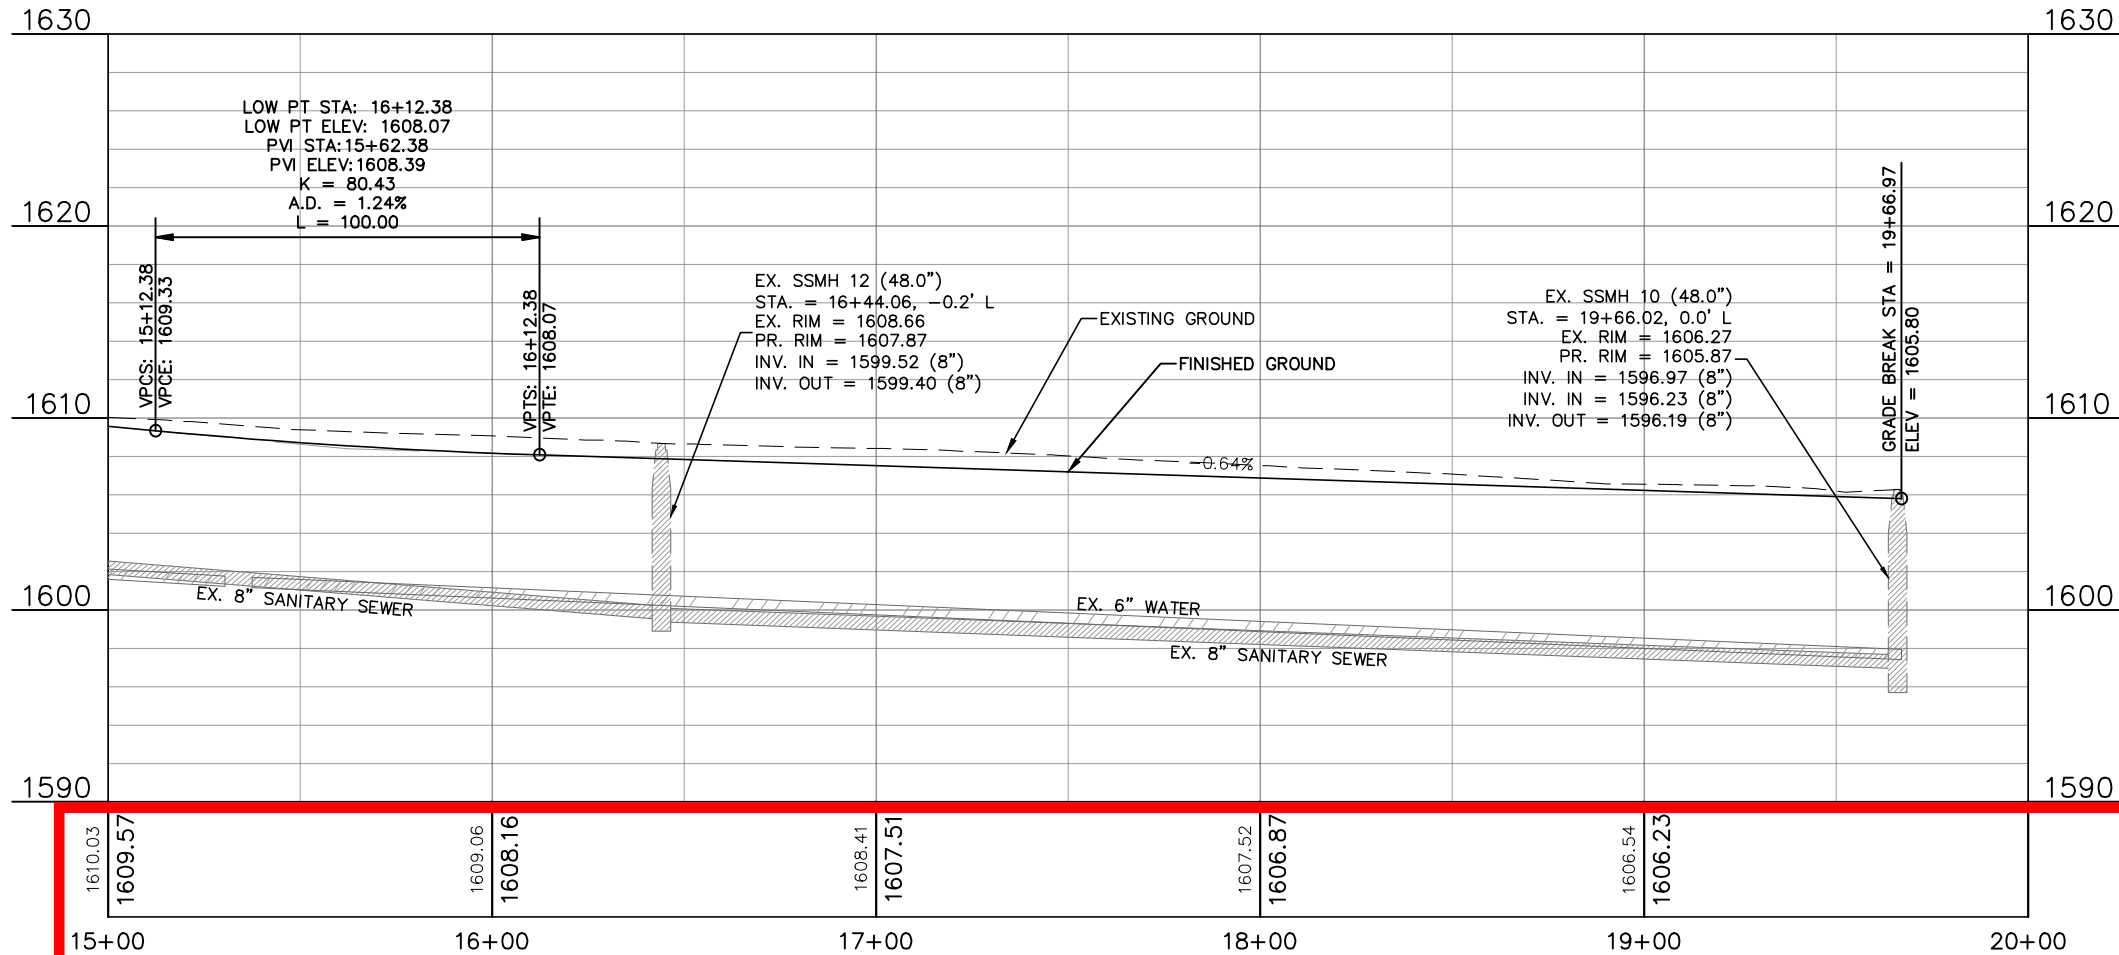 1630
1630
LOW PT STA: 16+12.38
LOW PT ELEV: 1608.07
PVI STA:15+62.38
PVI ELEV:1608.39
K = 80.43
A.D. = 1.24%
L = 100.00
1620
1620
VPCS: 15+12.38
VPCE: 1609.33
VPTS: 16+12.38
VPTE: 1608.07
EX. SSMH 12 (48.0")
STA. = 16+44.06, -0.2' L
EX. RIM = 1608.66
PR. RIM = 1607.87
INV. IN = 1599.52 (8")
INV. OUT = 1599.40 (8")
EXISTING GROUND
FINISHED GROUND
EX. SSMH 10 (48.0")
STA. = 19+66.02, 0.0' L
EX. RIM = 1606.27
PR. RIM = 1605.87
INV. IN = 1596.97 (8")
INV. IN = 1596.23 (8")
INV. OUT = 1596.19 (8")
GRADE BREAK STA = 19+66.97
ELEV = 1605.80
1610
1610
-0.64%
1600
1600
EX. 8" SANITARY SEWER
EX. 6" WATER
EX. 8" SANITARY SEWER
1590
1590
1610.03
1609.57
1609.06
1608.16
1608.41
1607.51
1607.52
1606.87
1606.54
1606.23
15+00
16+00
17+00
18+00
19+00
20+00